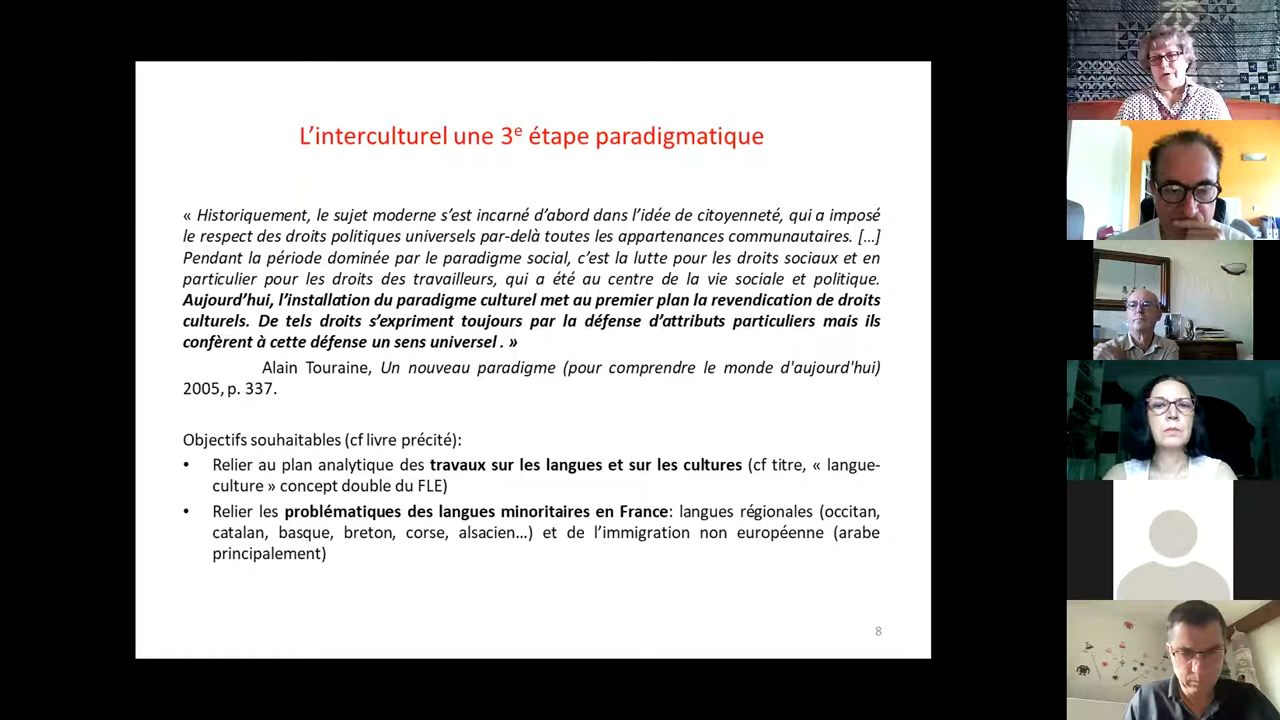 L’interculturel une 3e étape paradigmatique
« Historiquement, le sujet moderne s’est incarné d’abord dans l’idée de citoyenneté, qui a imposé
le respect des droits politiques universels par-delà toutes les appartenances communautaires. […]
Pendant la période dominée par le paradigme social, c’est la lutte pour les droits sociaux et en
particulier pour les droits des travailleurs, qui a été au centre de la vie sociale et politique.
Aujourd’hui, l’installation du paradigme culturel met au premier plan la revendication de droits
culturels. De tels droits s’expriment toujours par la défense d’attributs particuliers mais ils
confèrent à cette défense un sens universel . »
Alain Touraine, Un nouveau paradigme (pour comprendre le monde d'aujourd'hui)
2005, p. 337.
Objectifs souhaitables (cf livre précité):
• Relier au plan analytique des travaux sur les langues et sur les cultures (cf titre, « langue-
culture » concept double du FLE)
• Relier les problématiques des langues minoritaires en France: langues régionales (occitan,
catalan, basque, breton, corse, alsacien…) et de l’immigration non européenne (arabe
principalement)
8